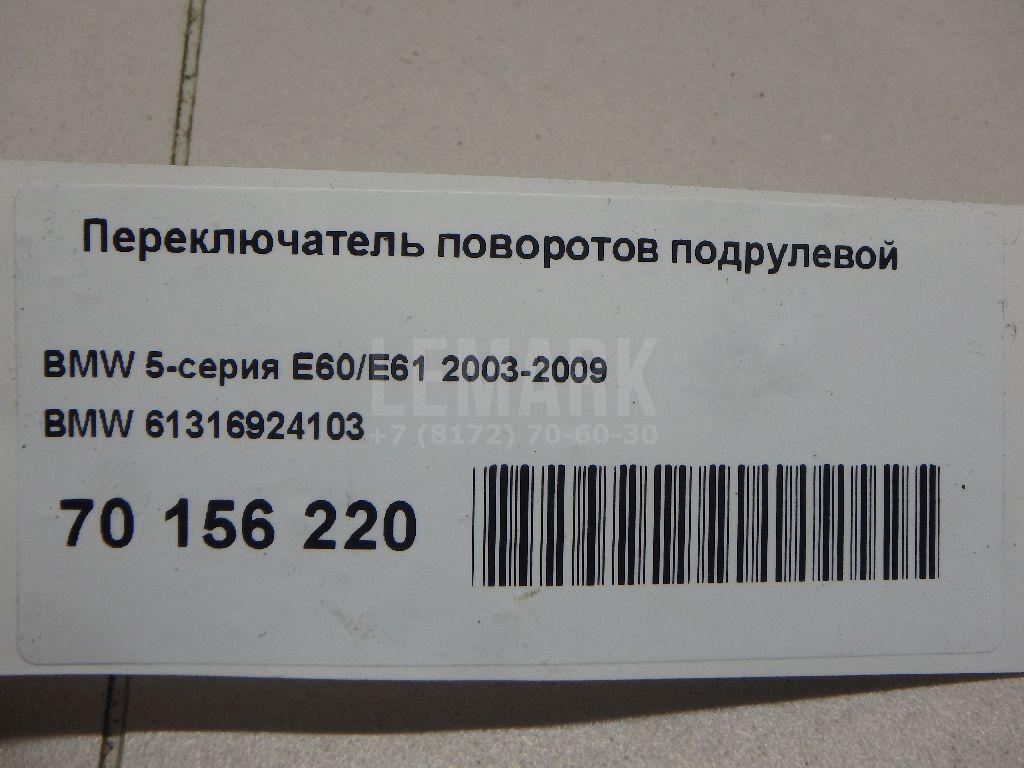 Переключатель поворотов подрулевой
BMW 5-серия E60/E61 2003-2009
LEMARK
BMW 61316924103
+7 (8172) 70-60-30
70 156 220